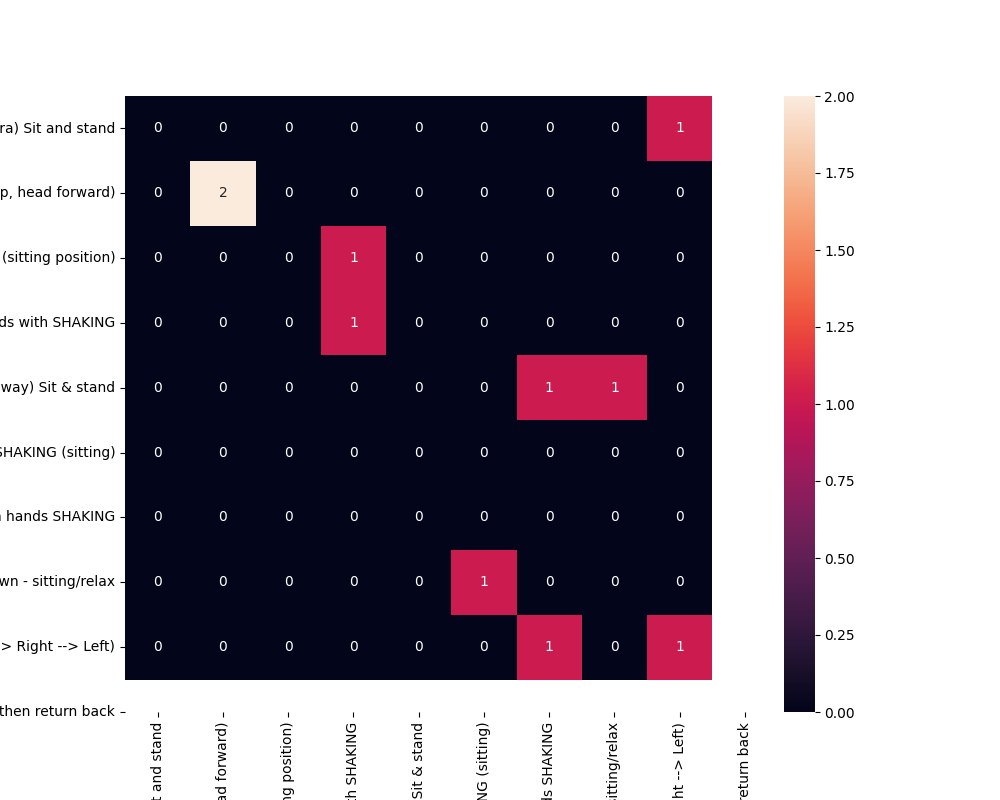 ra) Sit and stand 0 0 0 0 0 0 0 0 1
p, head forward) 0 2 0 0 0 0 0 0 0
(sitting position) 0 0 0 1 0 0 0 0 0
ds with SHAKING 0 0 0 1 0 0 0 0 0
way) Sit & stand 0 0 0 0 0 0 1 1 0
SHAKING (sitting) 0 0 0 0 0 0 0 0 0
hands SHAKING 0 0 0 0 0 0 0 0 0
wn - sitting/relax 0 0 0 0 0 1 0 0 0
> Right --> Left) 0 0 0 0 0 0 1 0 1
then return back
t and stand
ad forward)
ng position)
th SHAKING
Sit & stand
NG (sitting)
ds SHAKING
sitting/relax
ht --> Left)
return back
2.00
1.75
1.50
1.25
1.00
0.75
0.50
0.25
0.00